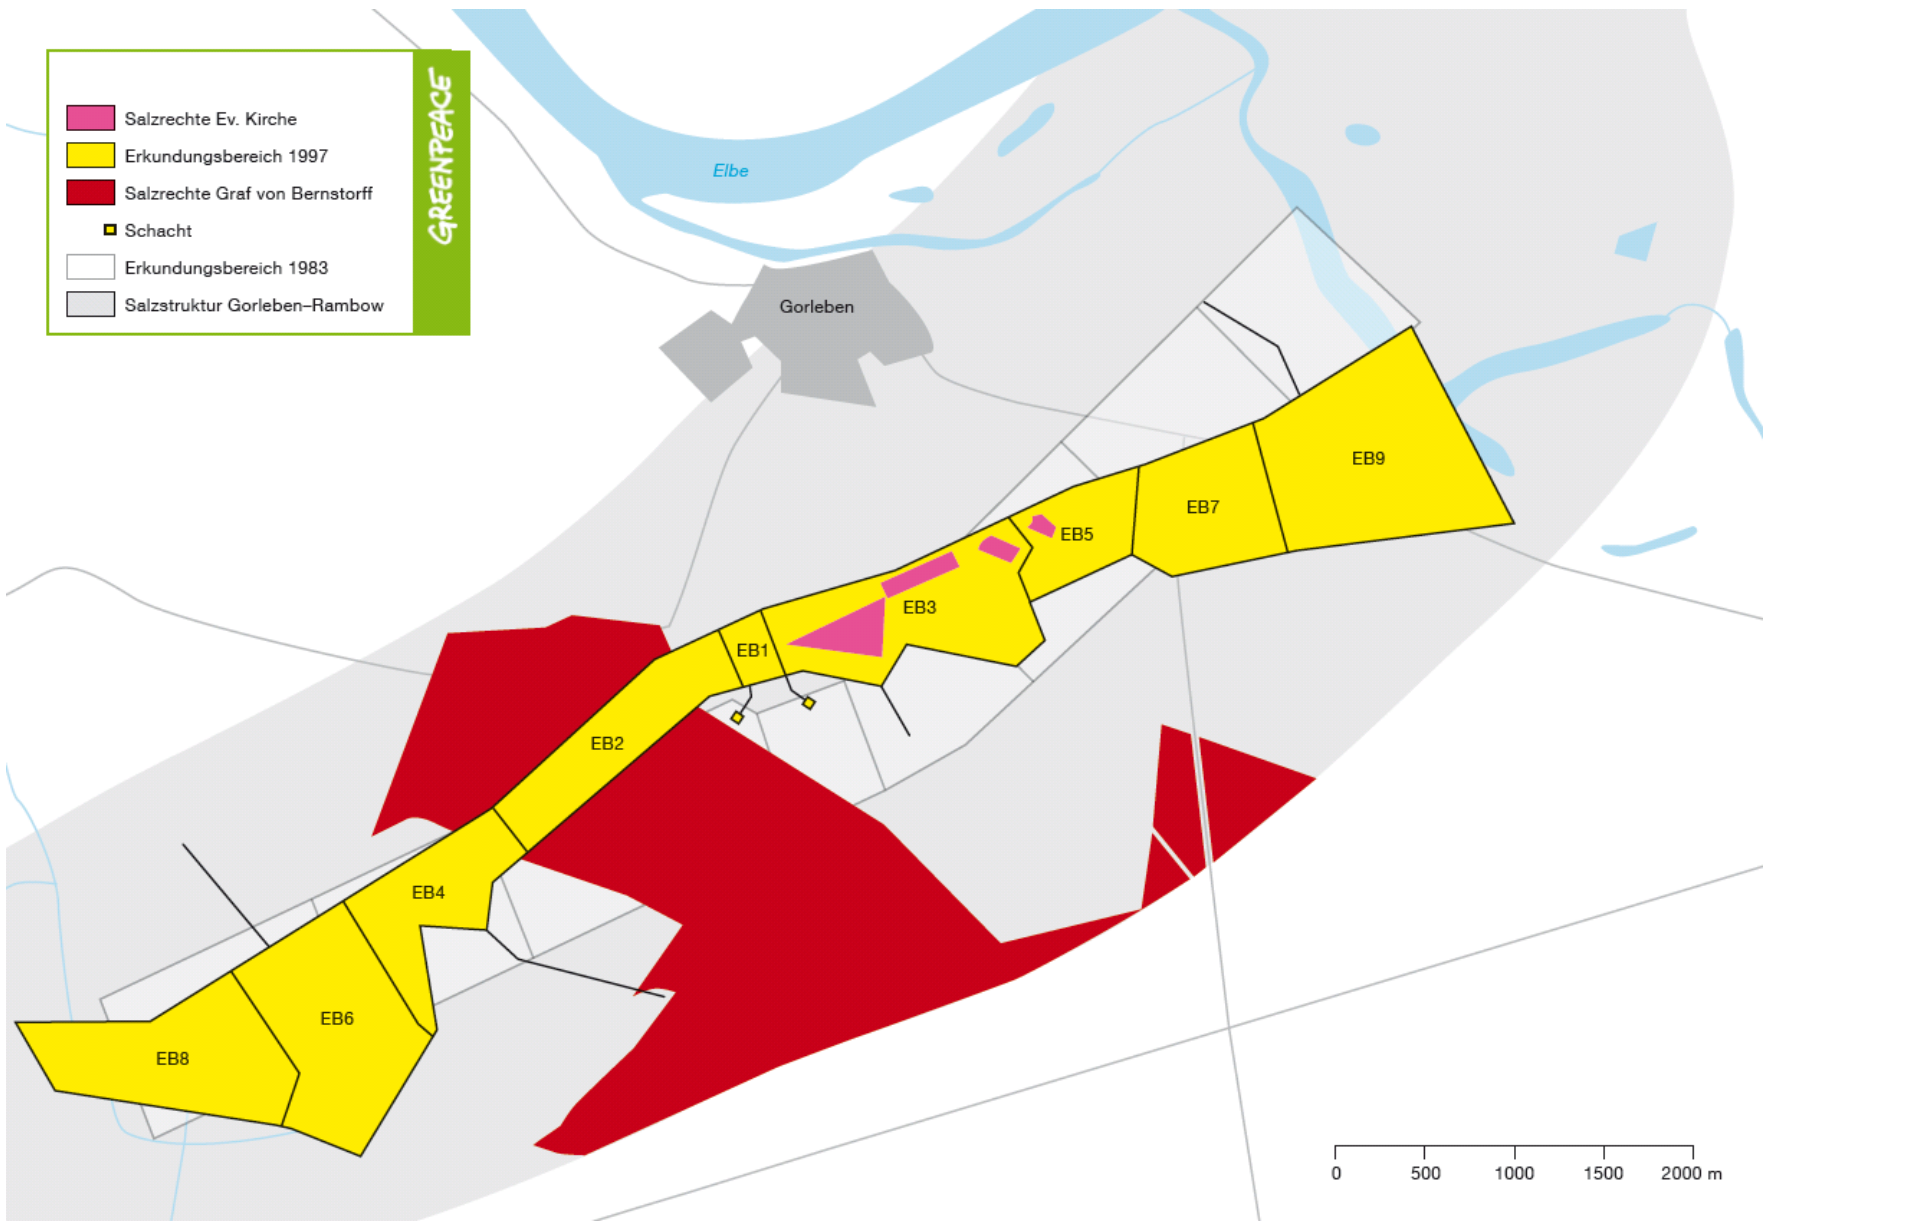 GREENPEACE
Salzrechte Ev. Kirche
Erkundungsbereich 1997
Salzrechte Graf von Bernstorff
Schacht
Erkundungsbereich 1983
Salzstruktur Gorleben–Rambow
Elbe
Gorleben
EB9
EB7
EB5
EB3
EB1
EB2
EB4
EB6
EB8
0 500 1000 1500 2000 m